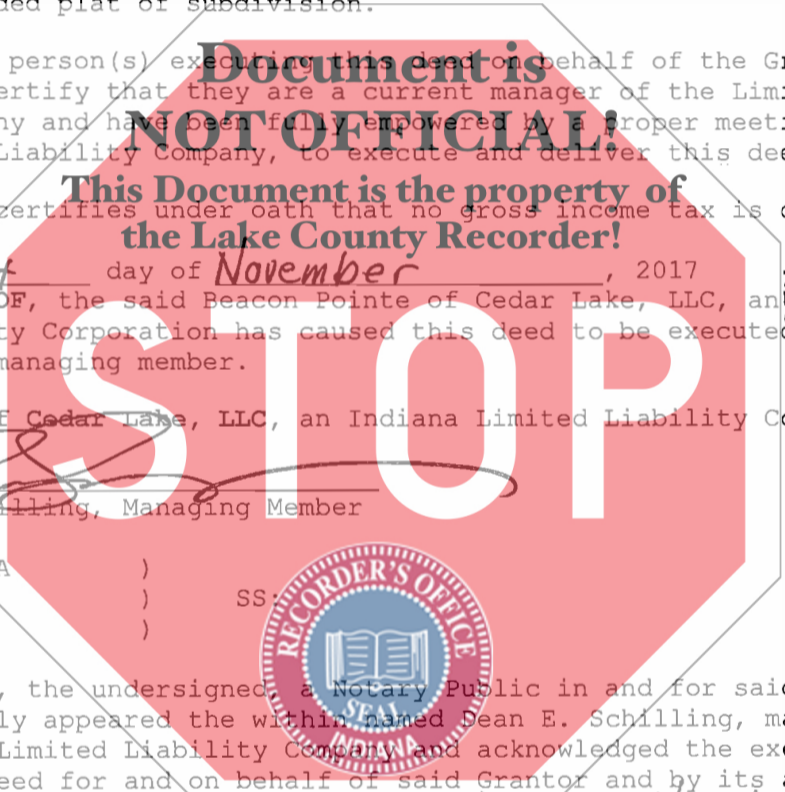 ded plat of subdivision.
Document is
person(s) executing this deed on behalf of the Gr
certify that they are a current manager of the Limi
NOT OFFICIAL!
ny and have been fully empowered by a proper meeti
Liability Company, to execute and deliver this dee
This Document is the property of
certifies under oath that no gross income tax is
the Lake County Recorder!
day of November , 2017
OF, the said Beacon Pointe of Cedar Lake, LLC, an
ty Corporation has caused this deed to be executed
managing member.
STOP
f Cedar Lake, LLC, an Indiana Limited Liability Co
illing, Managing Member
A )
) SS:
)
RECORDER'S OFFICE
SEAL
INDIANA
, the undersigned, a Notary Public in and for said
ly appeared the within named Dean E. Schilling, ma
Limited Liability Company and acknowledged the exe
eed for and on behalf of said Grantor and by its a